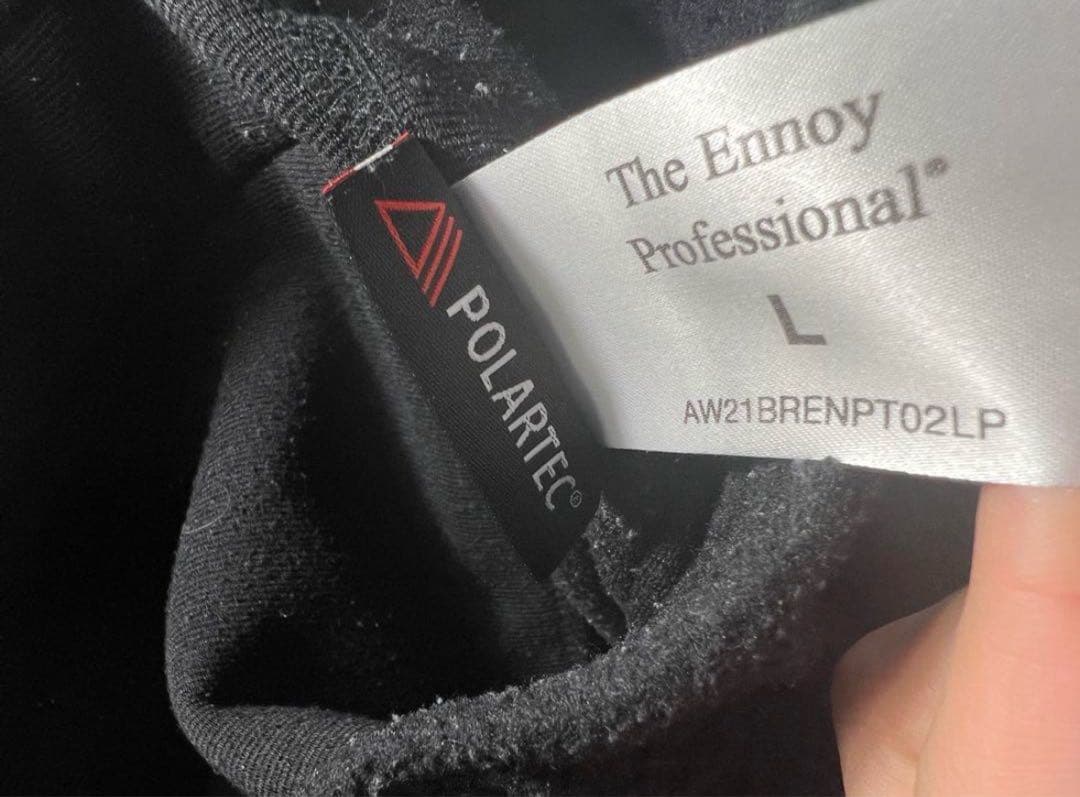 POLARTEC®
The Ennoy
Professional®
L
AW21BRENPT02LP